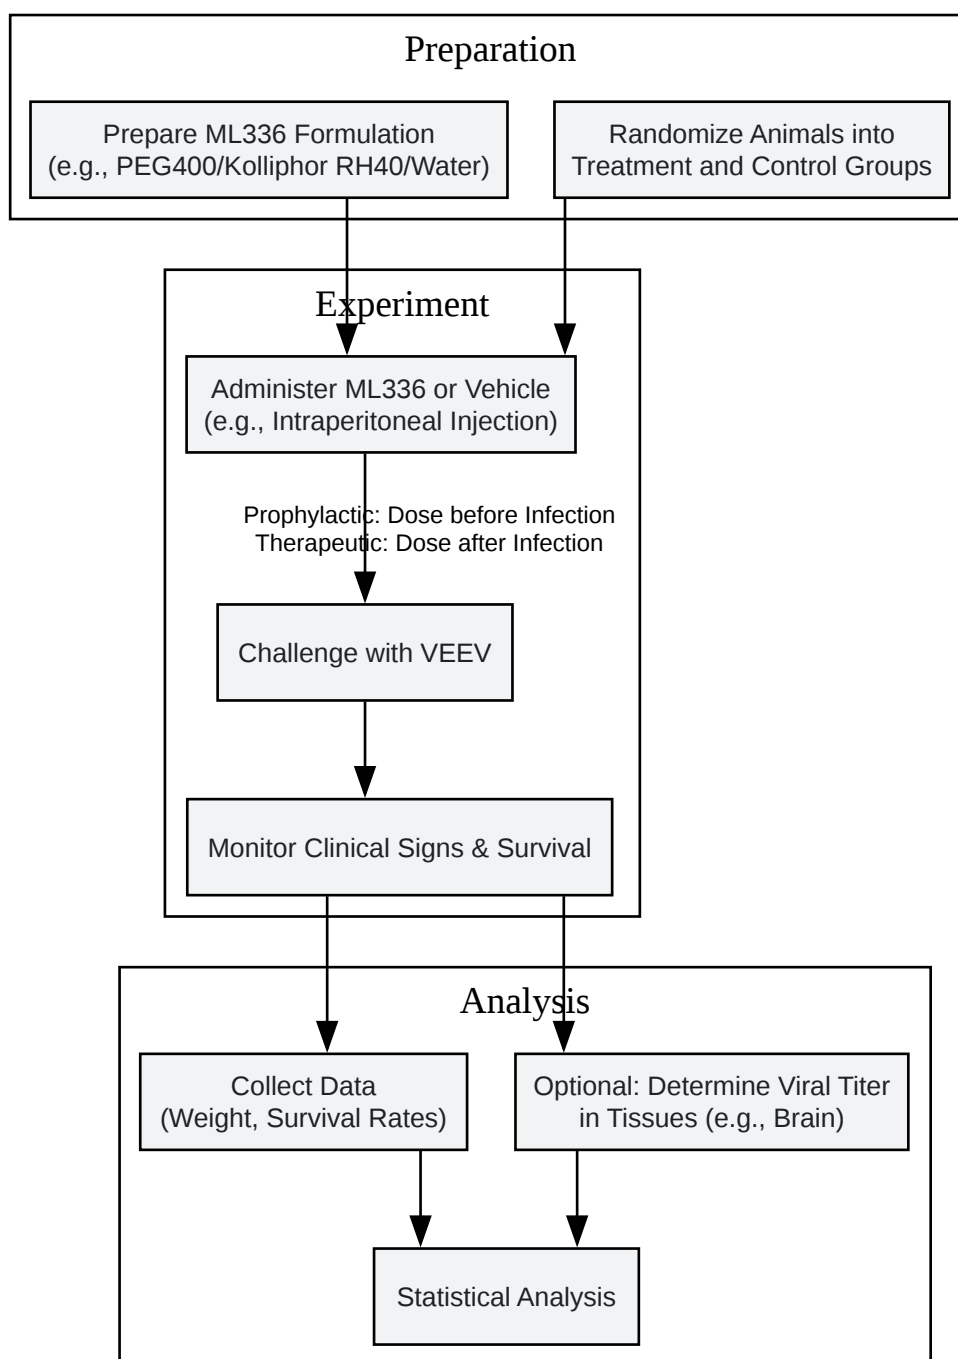 Preparation
Prepare ML336 Formulation
(e.g., PEG400/Kolliphor RH40/Water)
Randomize Animals into
Treatment and Control Groups
Experiment
Administer ML336 or Vehicle
(e.g., Intraperitoneal Injection)
Prophylactic: Dose before Infection
Therapeutic: Dose after Infection
Challenge with VEEV
Monitor Clinical Signs & Survival
Analysis
Collect Data
(Weight, Survival Rates)
Optional: Determine Viral Titer
in Tissues (e.g., Brain)
Statistical Analysis